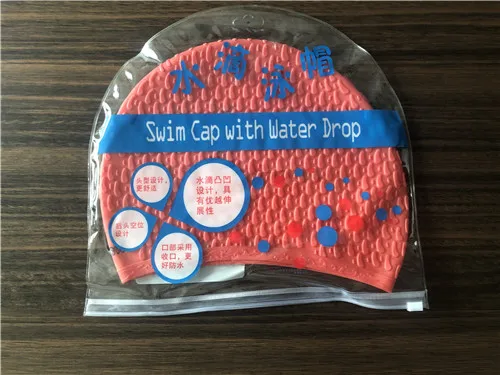 水滴泳帽
Swim Cap with Water Drop
头型设计，
更舒适
水滴凸凹
设计，具
有优越伸
展性
后头空位
设计
口部采用
收口，更
好防水